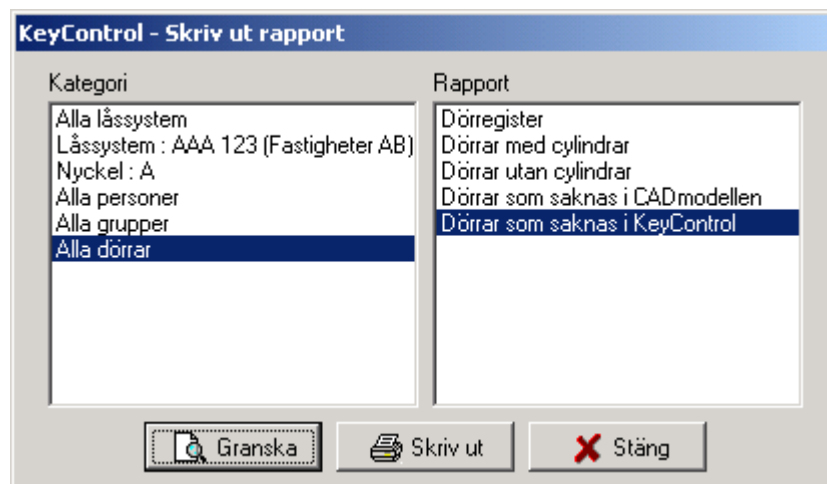 KeyControl - Skriv ut rapport
Kategori
Alla låssystem
Låssystem : AAA 123 (Fastigheter AB)
Nyckel : A
Alla personer
Alla grupper
Alla dörrar
Rapport
Dörregister
Dörrar med cylindrar
Dörrar utan cylindrar
Dörrar som saknas i CADmodellen
Dörrar som saknas i KeyControl
Granska
Skriv ut
Stäng